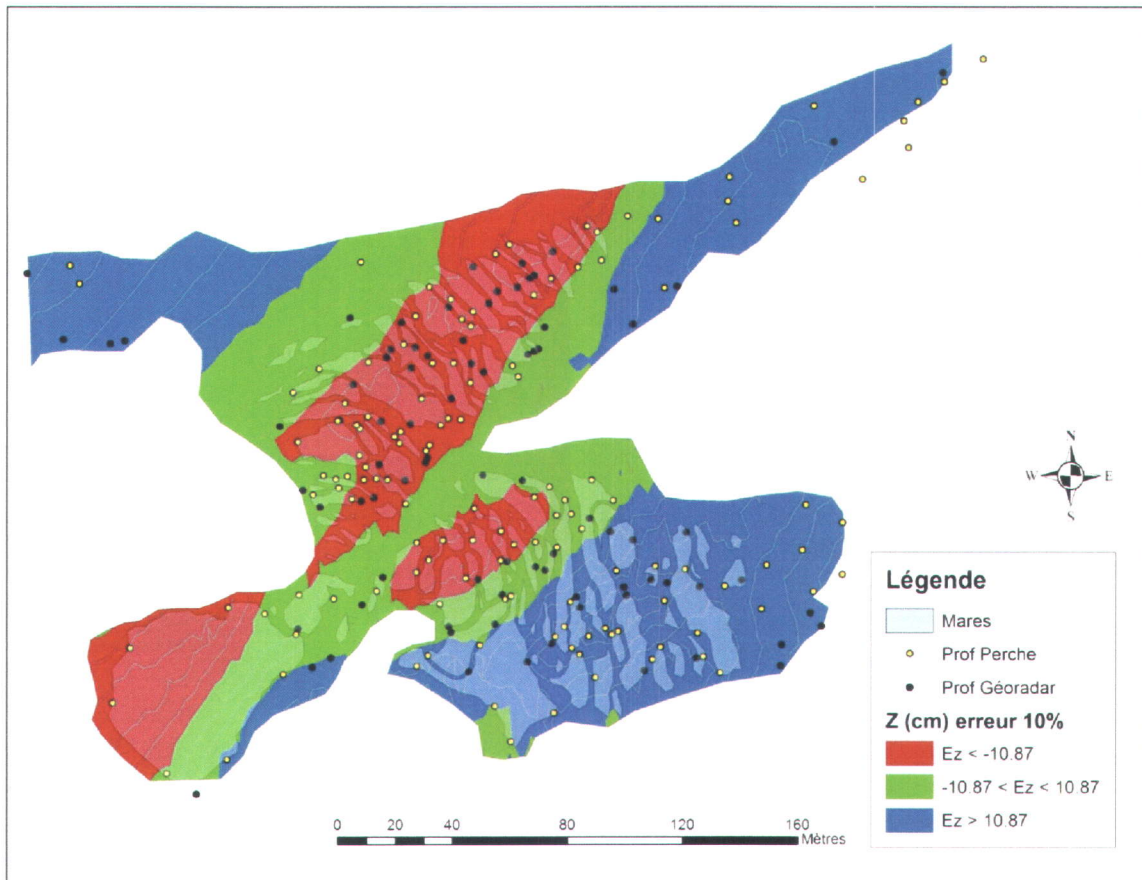 N
W E
S
Légende
Mares
Prof Perche
Prof Géoradar
Z (cm) erreur 10%
Ez < -10.87
-10.87 < Ez < 10.87
Ez > 10.87
0 20 40 80 120 160
Mètres